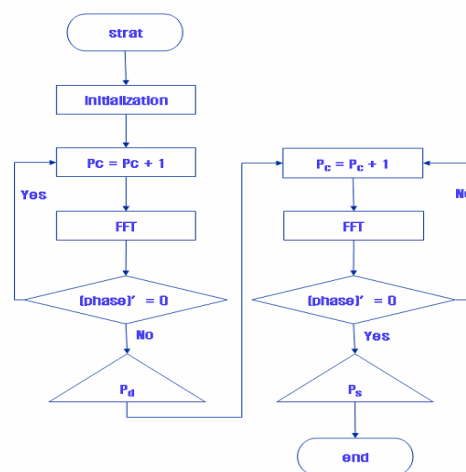 strat
initialization
Pc = Pc + 1
Yes
FFT
(phase)′ = 0
No
Pd
Pc = Pc + 1
No
FFT
(phase)′ = 0
Yes
Ps
end